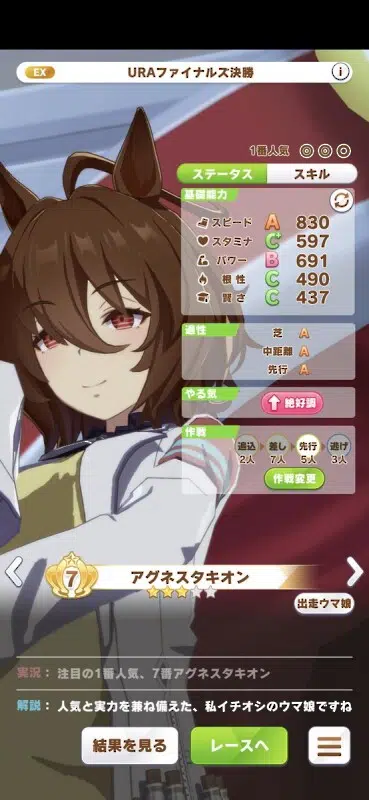 EX
URAファイナルズ決勝
i
1番人気 ◎ ◎ ○
ステータス スキル
基礎能力
スピード A 830
スタミナ C+ 597
パワー B 691
根性 C 490
賢さ C 437
適性
芝 A
中距離 A
先行 A
やる気
絶好調
作戦
追込 差し 先行 逃げ
2人 7人 5人 3人
作戦変更
7 アグネスタキオン
出走ウマ娘
実況： 注目の1番人気、7番アグネスタキオン
解説： 人気と実力を兼ね備えた、私イチオシのウマ娘ですね
結果を見る レースへ